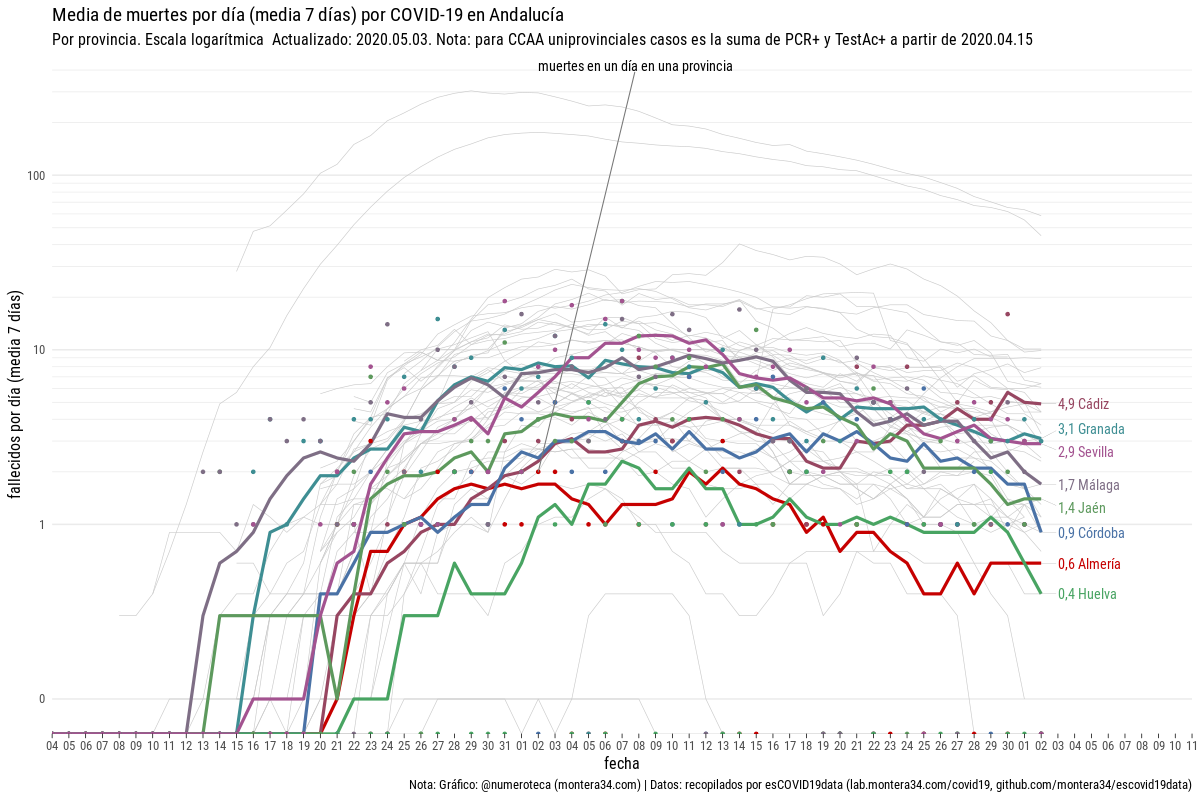 Media de muertes por día (media 7 días) por COVID-19 en Andalucía
Por provincia. Escala logarítmica  Actualizado: 2020.05.03. Nota: para CCAA uniprovinciales casos es la suma de PCR+ y TestAc+ a partir de 2020.04.15
muertes en un día en una provincia
fallecidos por día (media  7 días)
100
10
1
0
4,9 Cádiz
3,1 Granada
2,9 Sevilla
1,7 Málaga
1,4 Jaén
0,9 Córdoba
0,6 Almería
0,4 Huelva
04 05 06 07 08 09 10 11 12 13 14 15 16 17 18 19 20 21 22 23 24 25 26 27 28 29 30 31 01 02 03 04 05 06 07 08 09 10 11 12 13 14 15 16 17 18 19 20 21 22 23 24 25 26 27 28 29 30 01 02 03 04 05 06 07 08 09 10 11
fecha
Nota: Gráfico: @numeroteca (montera34.com) | Datos: recopilados por esCOVID19data (lab.montera34.com/covid19, github.com/montera34/escovid19data)